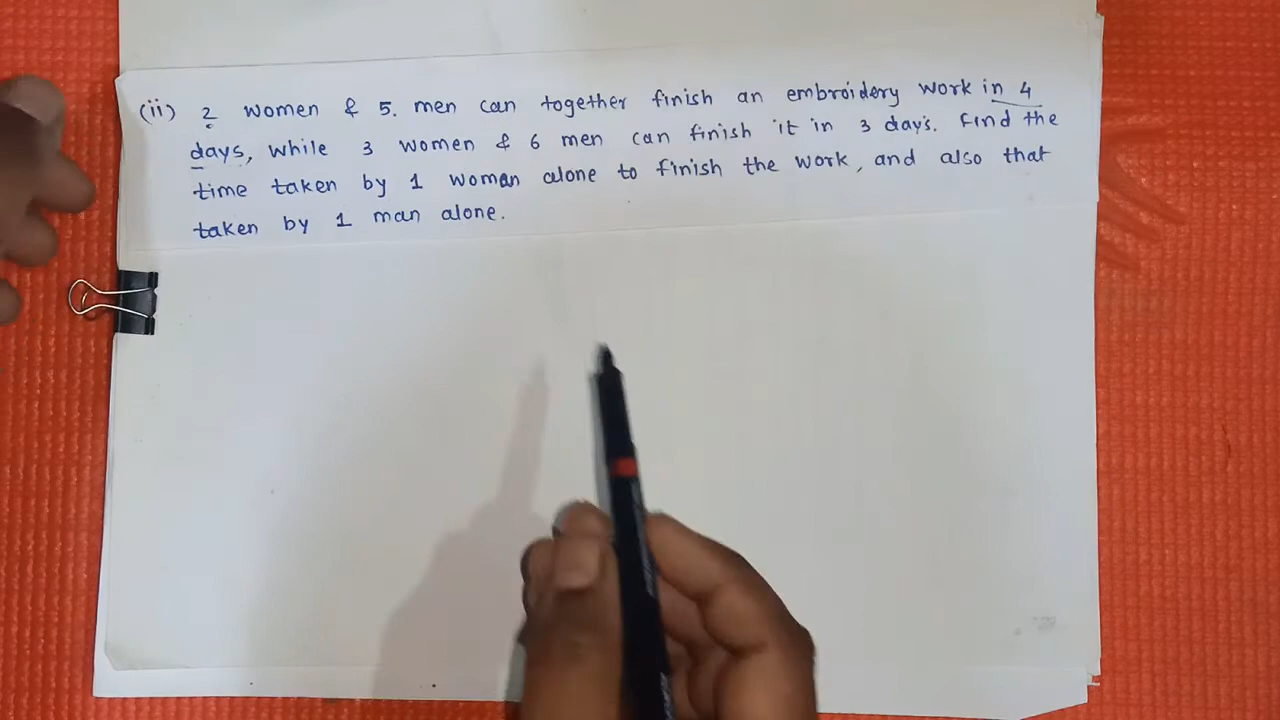 (ii) 2 women & 5. men can together finish an embroidery work in 4
days, while 3 women & 6 men can finish it in 3 days. Find the
time taken by 1 woman alone to finish the work, and also that
taken by 1 man alone.